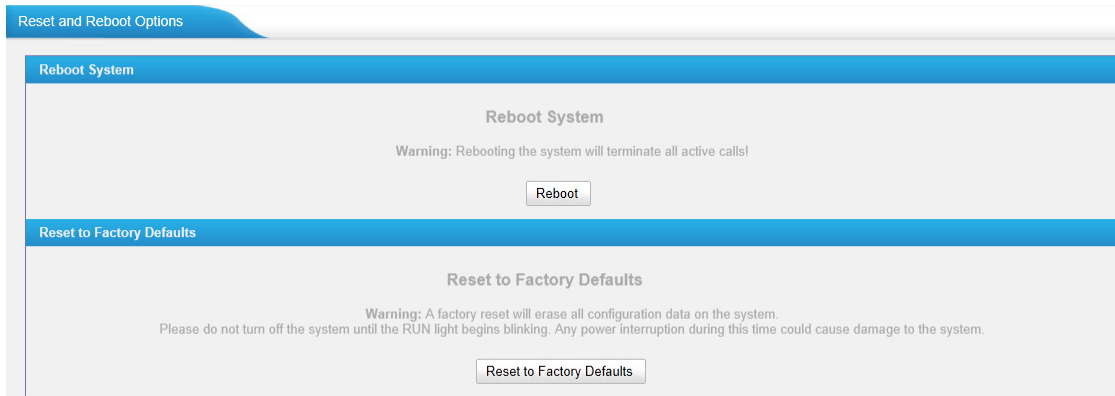 Reset and Reboot Options
Reboot System
Reboot System
Warning: Rebooting the system will terminate all active calls!
Reboot
Reset to Factory Defaults
Reset to Factory Defaults
Warning: A factory reset will erase all configuration data on the system.
Please do not turn off the system until the RUN light begins blinking. Any power interruption during this time could cause damage to the system.
Reset to Factory Defaults